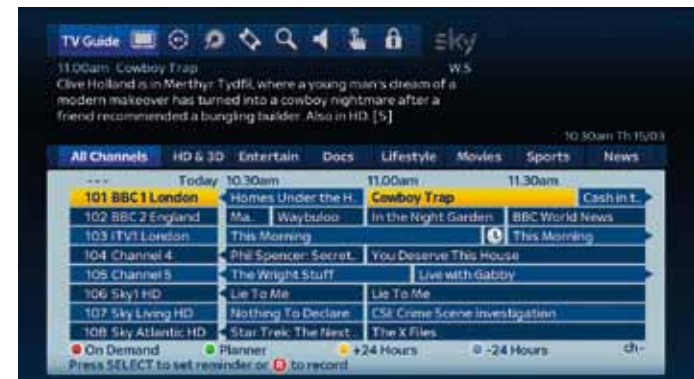 TV Guide
sky
11.00am Cowboy Trap W,S
Clive Holland is in Merthyr Tydfil, where a young man's dream of a
modern makeover has turned into a cowboy nightmare after a
friend recommended a bungling builder. Also in HD. [S]
10.30am Th 15/03
All Channels HD & 3D Entertain Docs Lifestyle Movies Sports News
--- Today 10.30am 11.00am 11.30am
101 BBC 1 London Homes Under the H.. Cowboy Trap Cash in t..
102 BBC 2 England Ma.. Waybuloo In the Night Garden BBC World News
103 ITV1 London This Morning This Morning
104 Channel 4 Phil Spencer: Secret.. You Deserve This House
105 Channel 5 The Wright Stuff Live with Gabby
106 Sky1 HD Lie To Me Lie To Me
107 Sky Living HD Nothing To Declare CSI: Crime Scene Investigation
108 Sky Atlantic HD Star Trek: The Next.. The X Files
On Demand Planner +24 Hours -24 Hours ch-
Press SELECT to set reminder or R to record